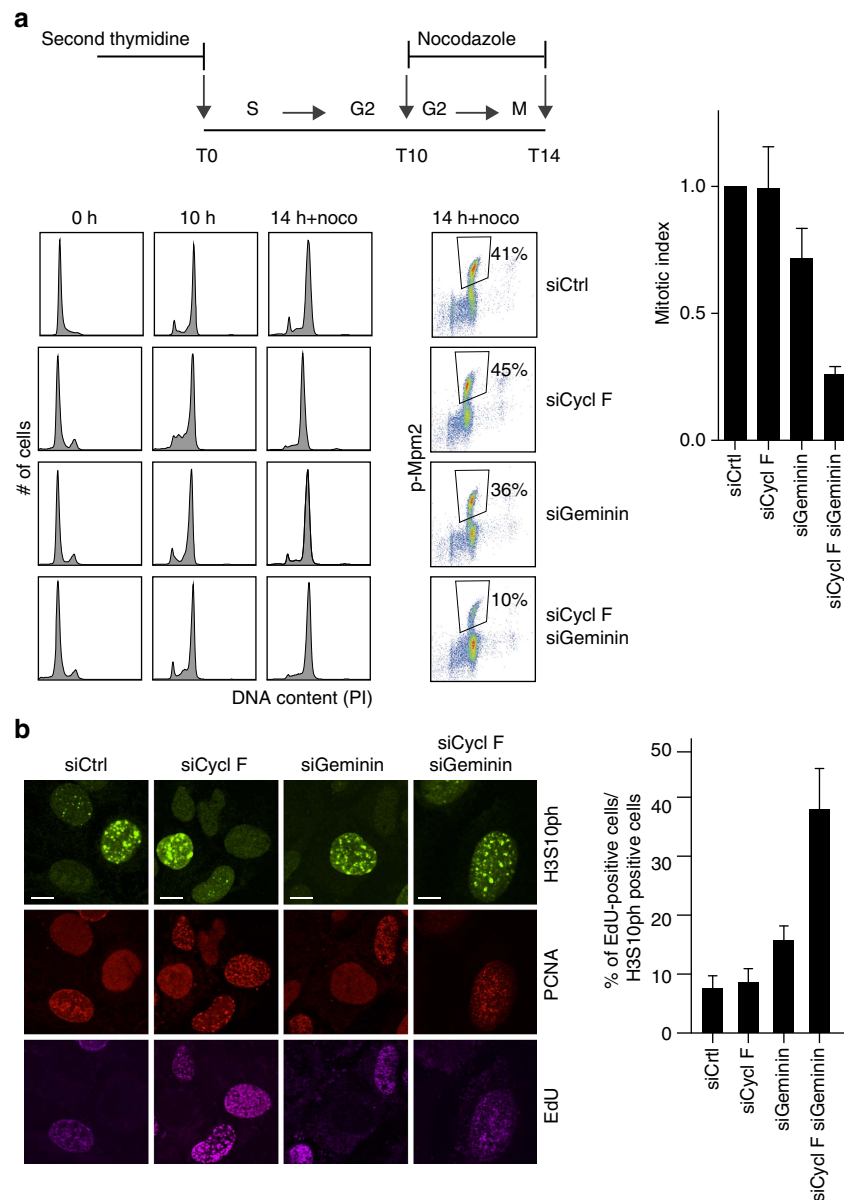 a
Second thymidine
Nocodazole
S
G2
G2
M
T0
T10
T14
0 h
10 h
14 h+noco
14 h+noco
41%
siCtrl
45%
siCycl F
36%
siGeminin
10%
siCycl F
siGeminin
# of cells
p-Mpm2
DNA content (PI)
Mitotic index
1.0
0.5
0.0
siCrtl
siCycl F
siGeminin
siCycl F siGeminin
b
siCtrl
siCycl F
siGeminin
siCycl F
siGeminin
H3S10ph
PCNA
EdU
% of EdU-positive cells/
H3S10ph positive cells
50
40
30
20
10
0
siCrtl
siCycl F
siGeminin
siCycl F siGeminin